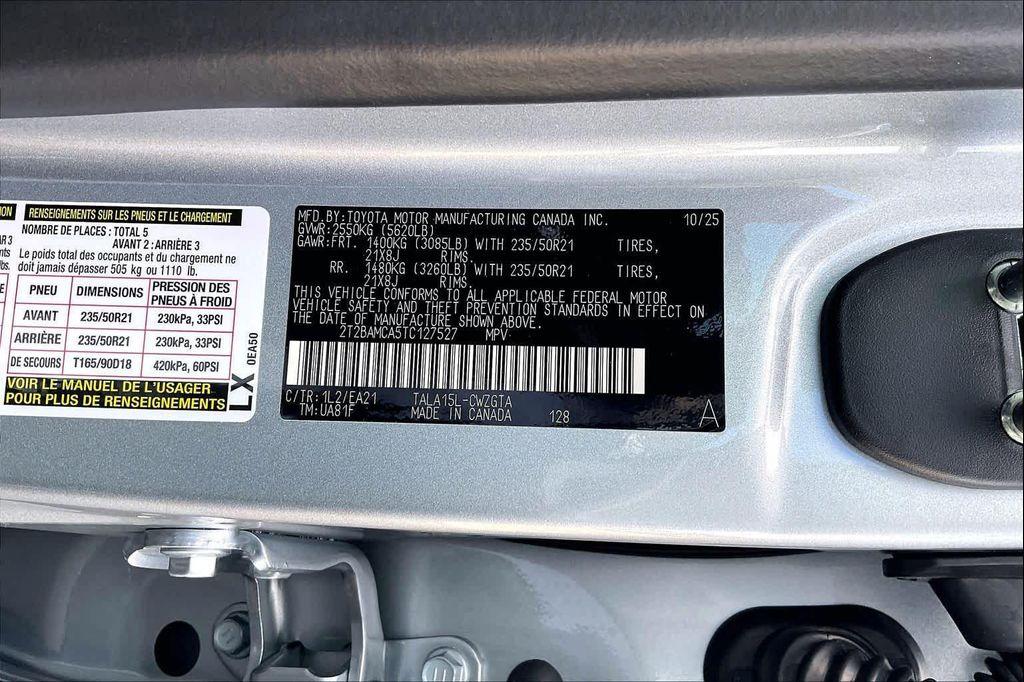 ON
RENSEIGNEMENTS SUR LES PNEUS ET LE CHARGEMENT
NOMBRE DE PLACES : TOTAL 5
AVANT 2 : ARRIÈRE 3
Le poids total des occupants et du chargement ne
doit jamais dépasser 505 kg ou 1110 lb.
PNEU DIMENSIONS PRESSION DES PNEUS À FROID
AVANT 235/50R21 230kPa, 33PSI
ARRIÈRE 235/50R21 230kPa, 33PSI
DE SECOURS T165/90D18 420kPa, 60PSI
VOIR LE MANUEL DE L'USAGER
POUR PLUS DE RENSEIGNEMENTS
LX 0EA50
MFD.BY:TOYOTA MOTOR MANUFACTURING CANADA INC. 10/25
GVWR:2550KG (5620LB)
GAWR:FRT. 1400KG (3085LB) WITH 235/50R21 TIRES,
21X8J RIMS.
RR. 1480KG (3260LB) WITH 235/50R21 TIRES,
21X8J RIMS.
THIS VEHICLE CONFORMS TO ALL APPLICABLE FEDERAL MOTOR
VEHICLE SAFETY AND THEFT PREVENTION STANDARDS IN EFFECT ON
THE DATE OF MANUFACTURE SHOWN ABOVE.
2T2BAMCA5TC127527 MPV
C/TR:1L2/EA21 TALA15L-CWZGTA
TM:UA81F MADE IN CANADA 128 A